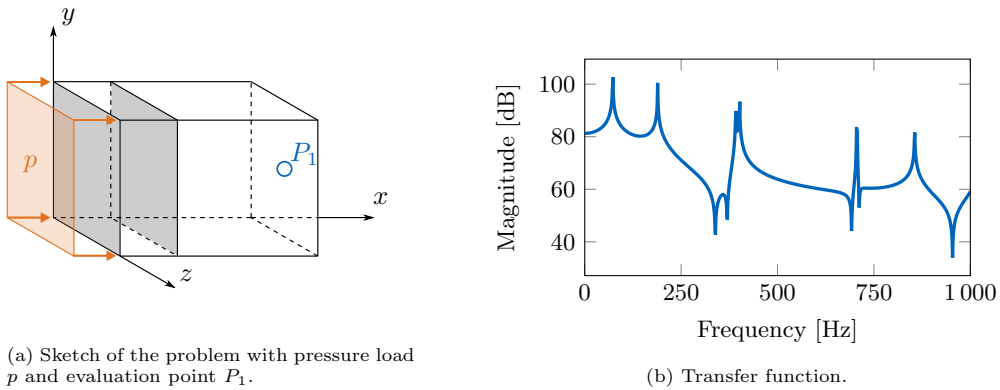 y
p
P1
x
z
(a) Sketch of the problem with pressure load
p and evaluation point P1.
Magnitude [dB]
100
80
60
40
0 250 500 750 1 000
Frequency [Hz]
(b) Transfer function.